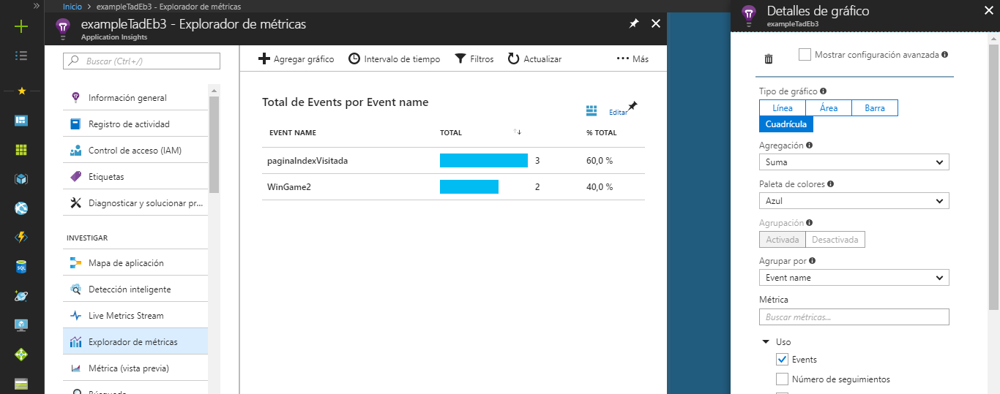 Inicio > exampleTadEb3 - Explorador de métricas
exampleTadEb3 - Explorador de métricas
Application Insights
Buscar (Ctrl+/)
Información general
Registro de actividad
Control de acceso (IAM)
Etiquetas
Diagnosticar y solucionar pr...
INVESTIGAR
Mapa de aplicación
Detección inteligente
Live Metrics Stream
Explorador de métricas
Métrica (vista previa)
Búsqueda
SQL
Agregar gráfico Intervalo de tiempo Filtros Actualizar Más
Total de Events por Event name
Editar
EVENT NAME TOTAL % TOTAL
paginaIndexVisitada 3 60,0 %
WinGame2 2 40,0 %
Detalles de gráfico
exampleTadEb3
Mostrar configuración avanzada
Tipo de gráfico
Línea Área Barra
Cuadrícula
Agregación
Suma
Paleta de colores
Azul
Agrupación
Activada Desactivada
Agrupar por
Event name
Métrica
Buscar métricas...
Uso
Events
Número de seguimientos